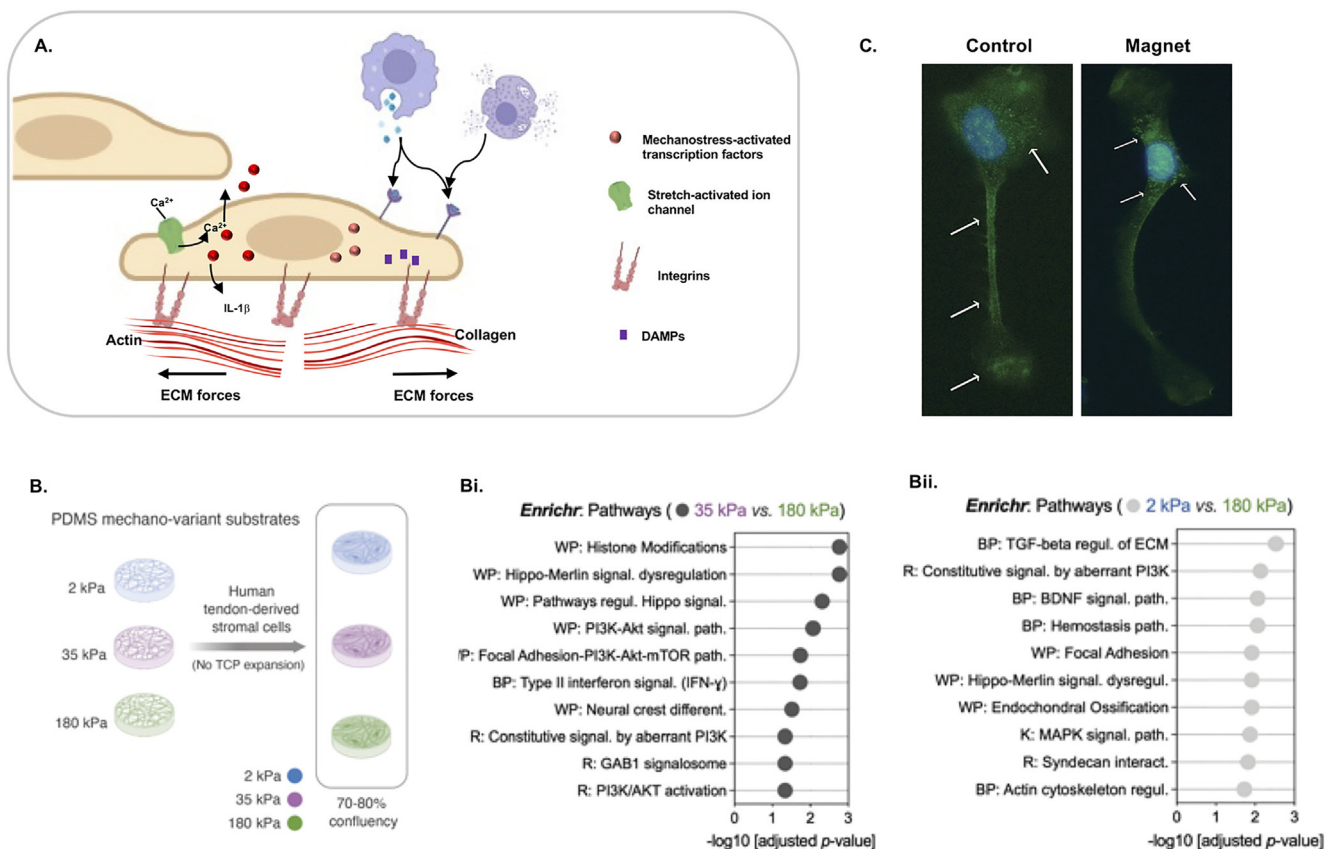 A.
Ca²⁺
Ca²⁺
IL-1β
Actin
Collagen
ECM forces
ECM forces
Mechanostress-activated
transcription factors
Stretch-activated ion
channel
Integrins
DAMPs
C.
Control
Magnet
B.
PDMS mechano-variant substrates
2 kPa
35 kPa
180 kPa
Human
tendon-derived
stromal cells
(No TCP expansion)
2 kPa
35 kPa
180 kPa
70-80%
confluency
Bi.
Enrichr: Pathways ( 35 kPa vs. 180 kPa)
WP: Histone Modifications
WP: Hippo-Merlin signal. dysregulation
WP: Pathways regul. Hippo signal.
WP: PI3K-Akt signal. path.
P: Focal Adhesion-PI3K-Akt-mTOR path.
BP: Type II interferon signal. (IFN-γ)
WP: Neural crest different.
R: Constitutive signal. by aberrant PI3K
R: GAB1 signalosome
R: PI3K/AKT activation
0 1 2 3
-log10 [adjusted p-value]
Bii.
Enrichr: Pathways ( 2 kPa vs. 180 kPa)
BP: TGF-beta regul. of ECM
R: Constitutive signal. by aberrant PI3K
BP: BDNF signal. path.
BP: Hemostasis path.
WP: Focal Adhesion
WP: Hippo-Merlin signal. dysregul.
WP: Endochondral Ossification
K: MAPK signal. path.
R: Syndecan interact.
BP: Actin cytoskeleton regul.
0 1 2 3
-log10 [adjusted p-value]